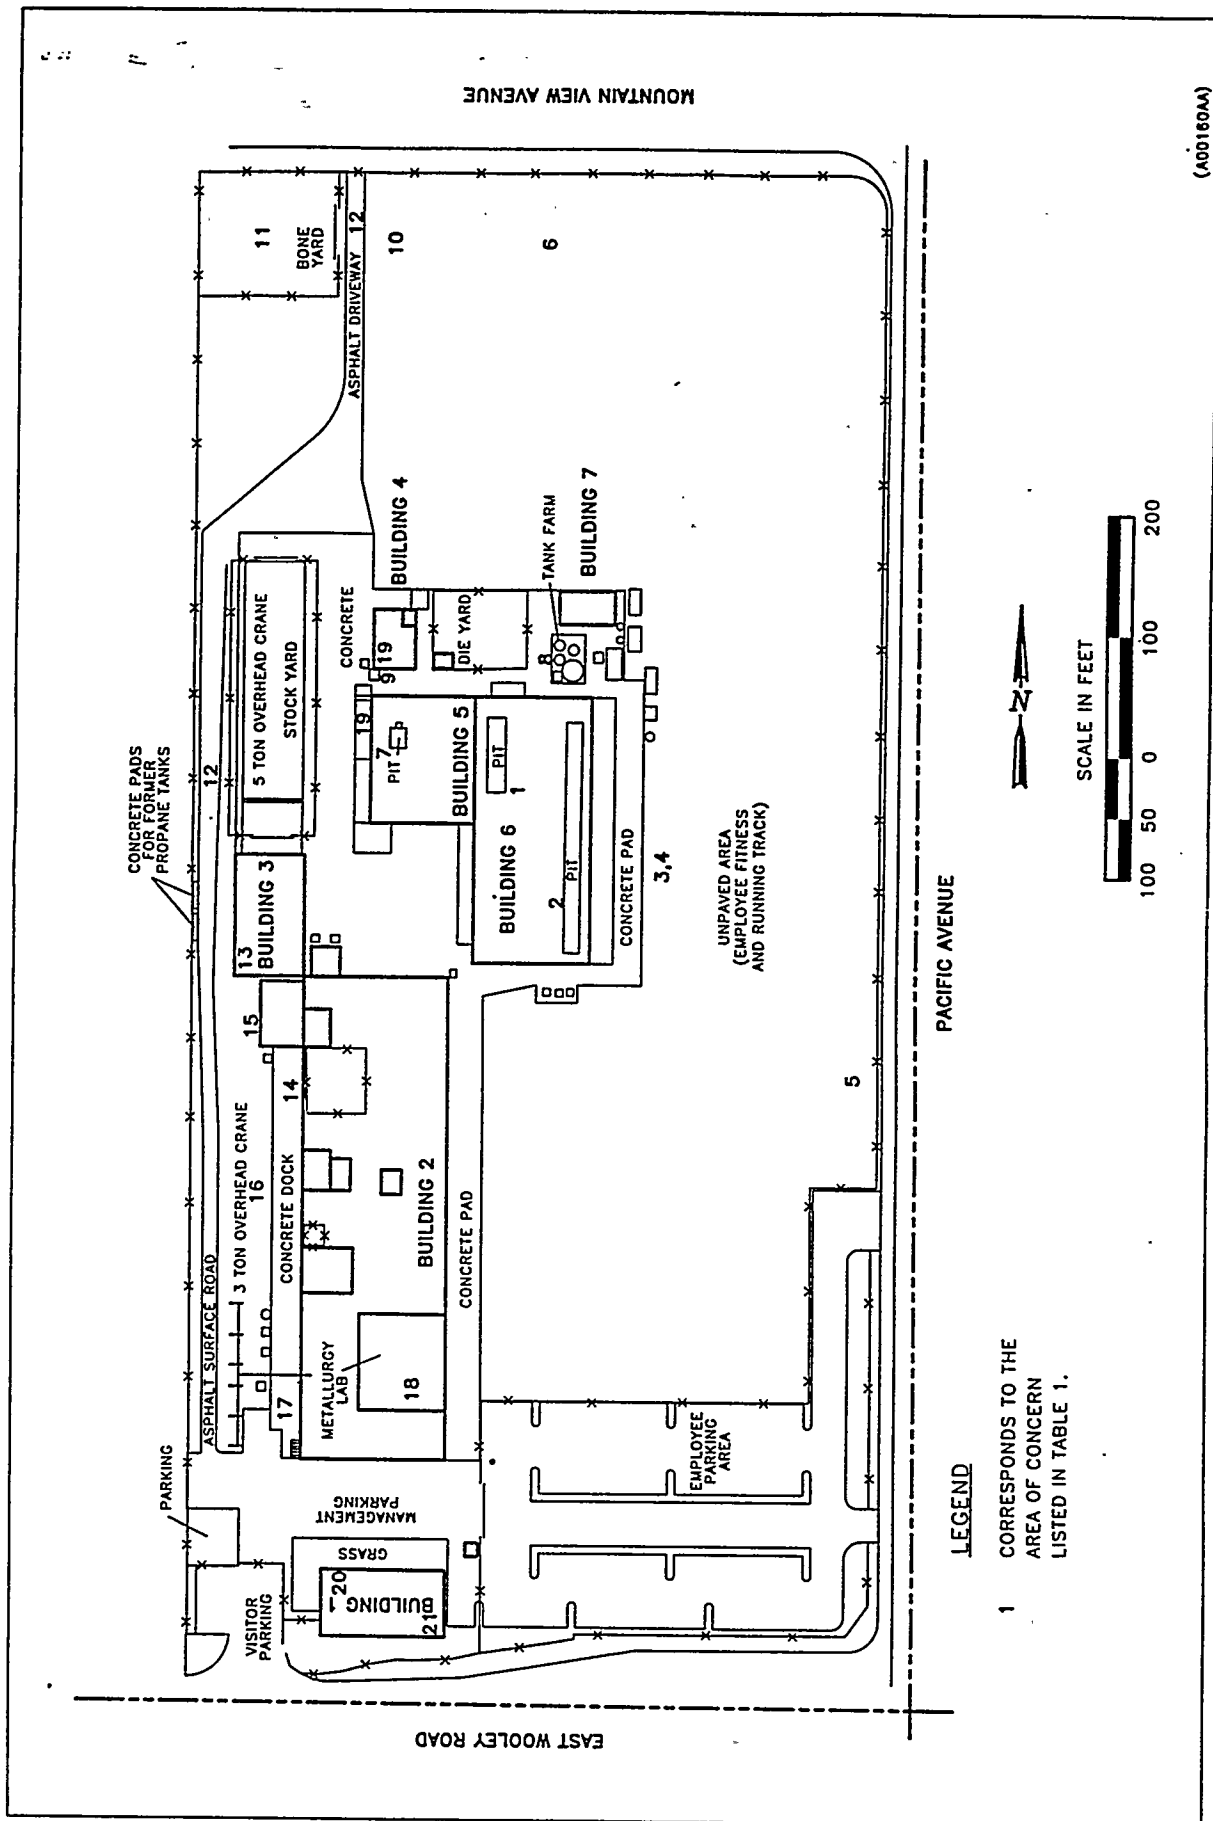 MOUNTAIN VIEW AVENUE
(A00160AA)
11
BONE
YARD
12
ASPHALT DRIVEWAY
10
6
CONCRETE PADS
FOR FORMER
PROPANE TANKS
12
5 TON OVERHEAD CRANE
STOCK YARD
CONCRETE
BUILDING 4
19
9
DIE YARD
8
TANK FARM
BUILDING 7
19
PIT
7
BUILDING 5
PIT
1
BUILDING 6
2
PIT
CONCRETE PAD
3,4
13
BUILDING 3
15
14
UNPAVED AREA
(EMPLOYEE FITNESS
AND RUNNING TRACK)
5
PACIFIC AVENUE
N
SCALE IN FEET
100 50 0 100 200
ASPHALT SURFACE ROAD
3 TON OVERHEAD CRANE
16
CONCRETE DOCK
BUILDING 2
CONCRETE PAD
17
METALLURGY
LAB
18
PARKING
MANAGEMENT
PARKING
GRASS
20
BUILDING 1
21
VISITOR
PARKING
EMPLOYEE
PARKING
AREA
EAST WOOLEY ROAD
LEGEND
1 CORRESPONDS TO THE
AREA OF CONCERN
LISTED IN TABLE 1.